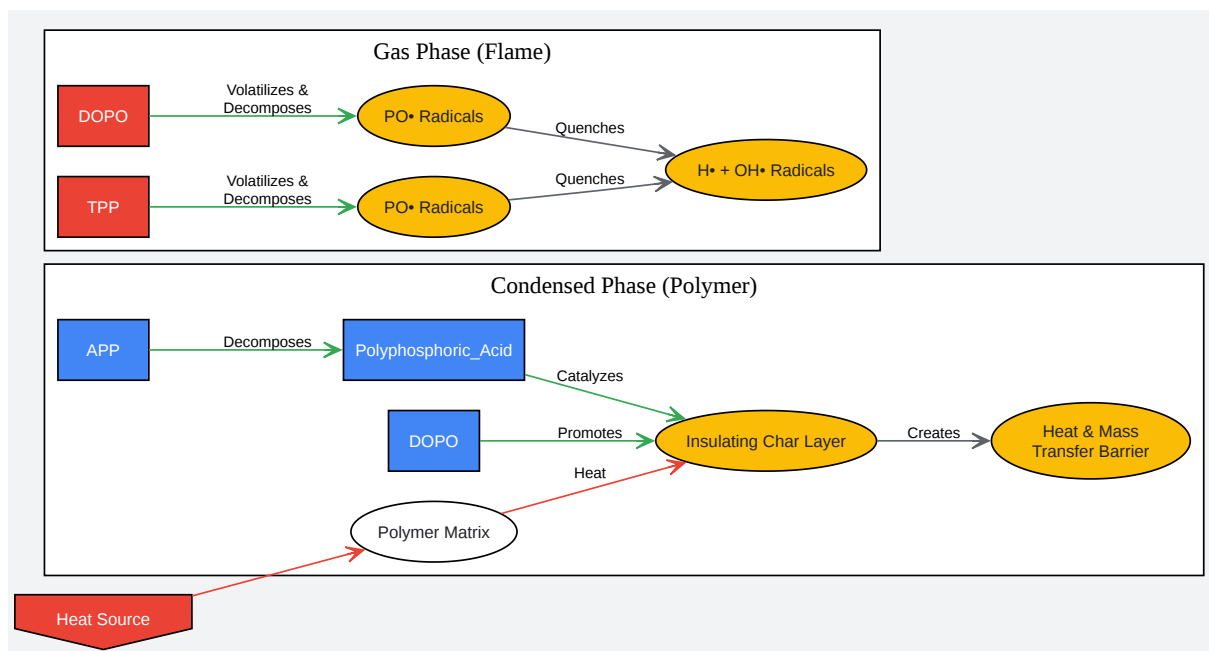 Gas Phase (Flame)
DOPO
Volatilizes &
Decomposes
PO• Radicals
Quenches
H• + OH• Radicals
TPP
Volatilizes &
Decomposes
PO• Radicals
Quenches
Condensed Phase (Polymer)
APP
Decomposes
Polyphosphoric_Acid
Catalyzes
DOPO
Promotes
Insulating Char Layer
Creates
Heat & Mass
Transfer Barrier
Heat
Polymer Matrix
Heat Source